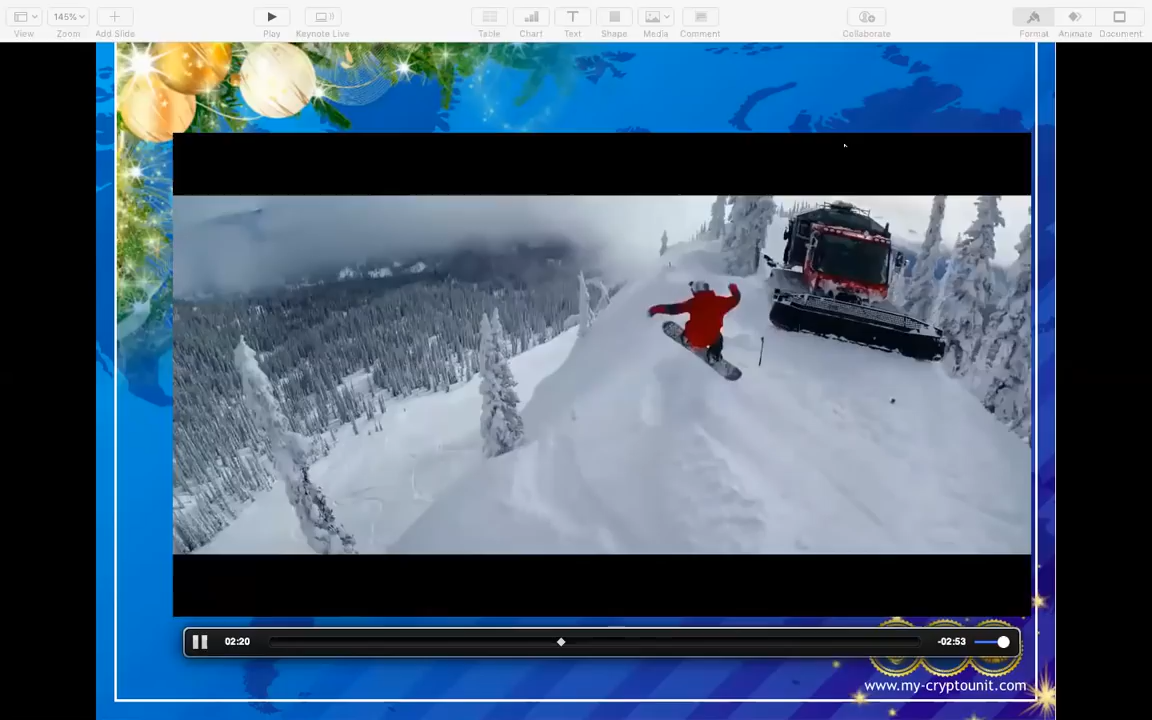 145%
View
Zoom
Add Slide
Play
Keynote Live
Table
Chart
Text
Shape
Media
Comment
Collaborate
Format
Animate
Document
02:20
-02:53
www.my-cryptounit.com